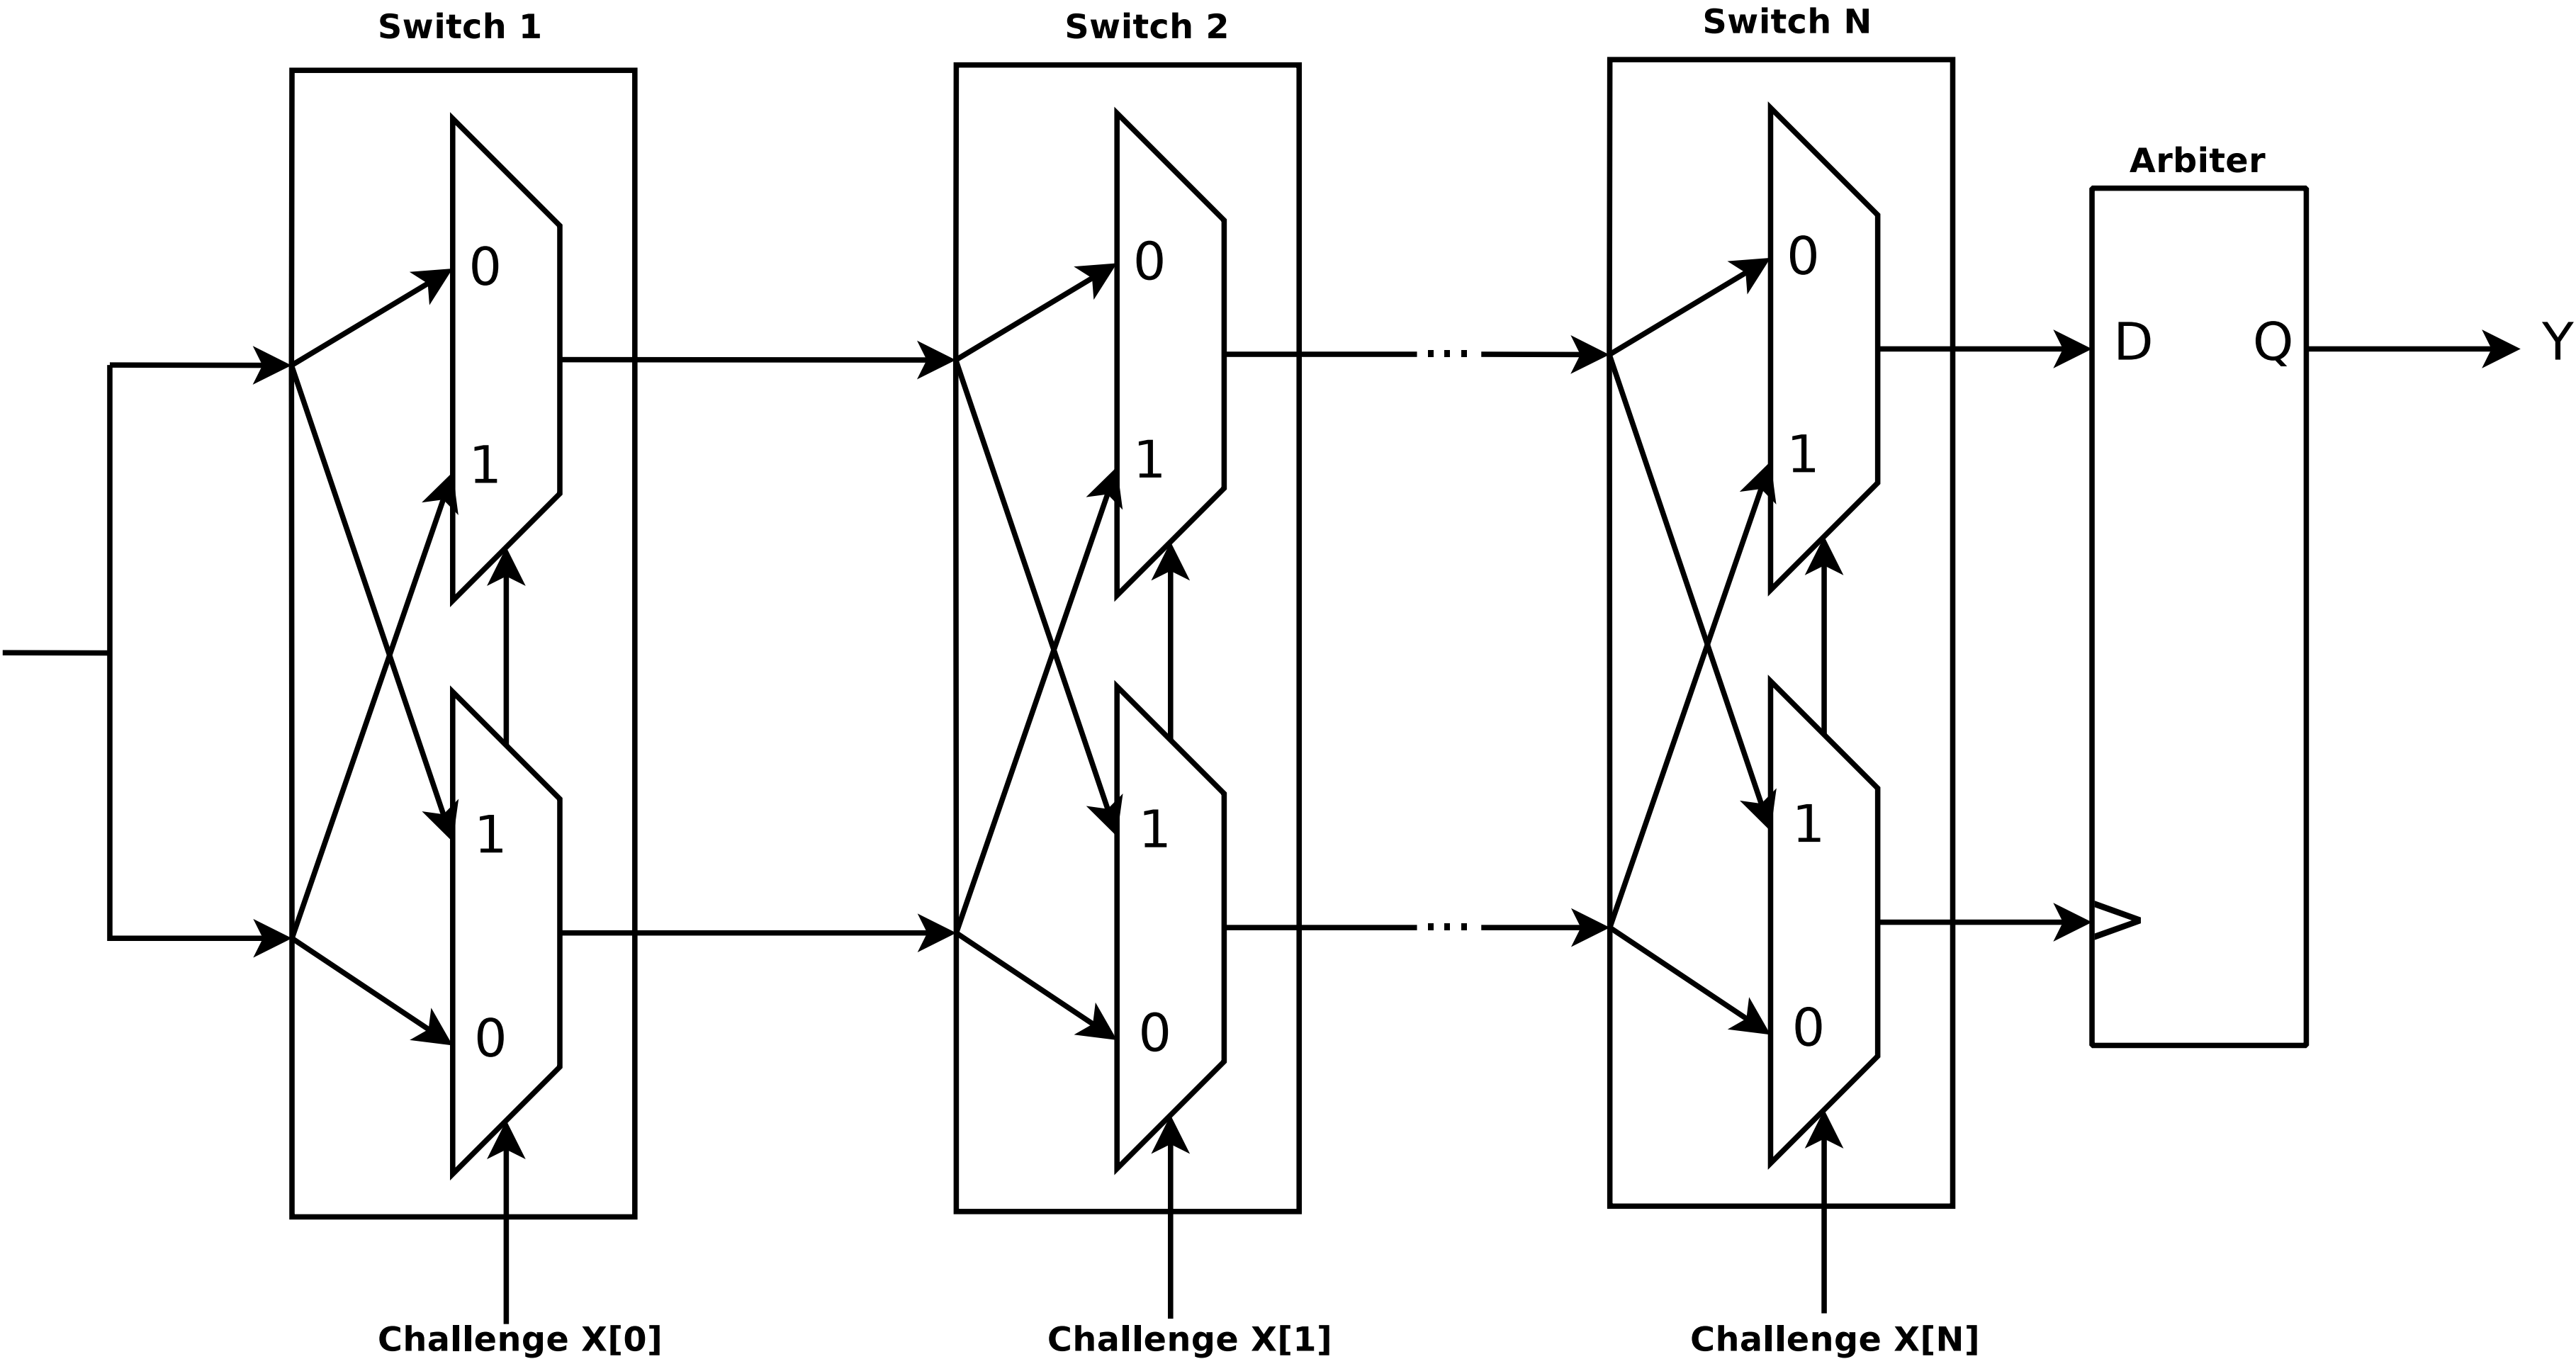 Switch 1
Switch 2
Switch N
Arbiter
0
0
0
1
1
1
D
Q
Y
1
1
1
0
0
0
...
...
Challenge X[0]
Challenge X[1]
Challenge X[N]